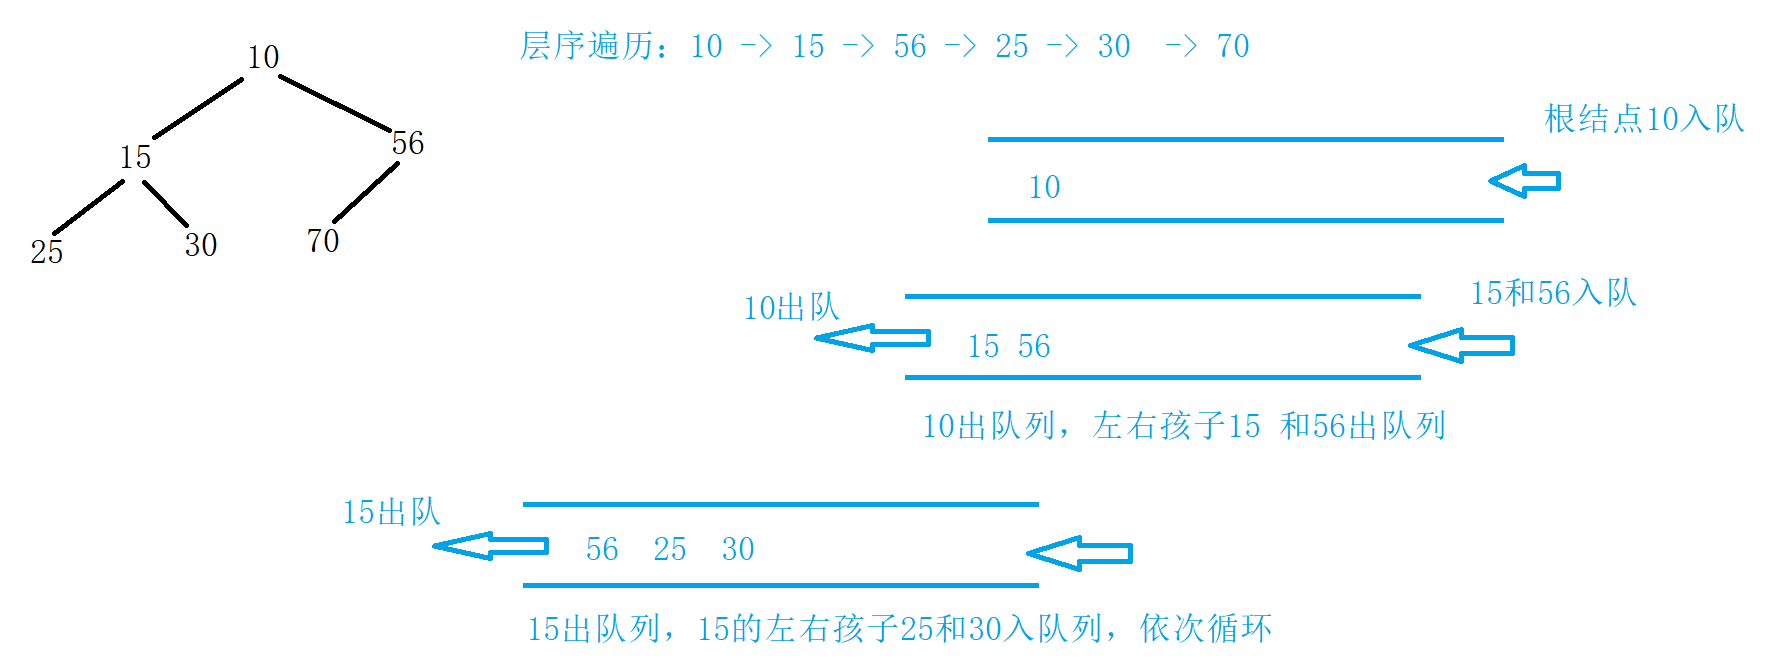 层序遍历：10 -> 15 -> 56 -> 25 -> 30  -> 70
10
56
15
25
30
70
根结点10入队
10
10出队
15和56入队
15 56
10出队列，左右孩子15 和56出队列
15出队
56 25 30
15出队列，15的左右孩子25和30入队列，依次循环